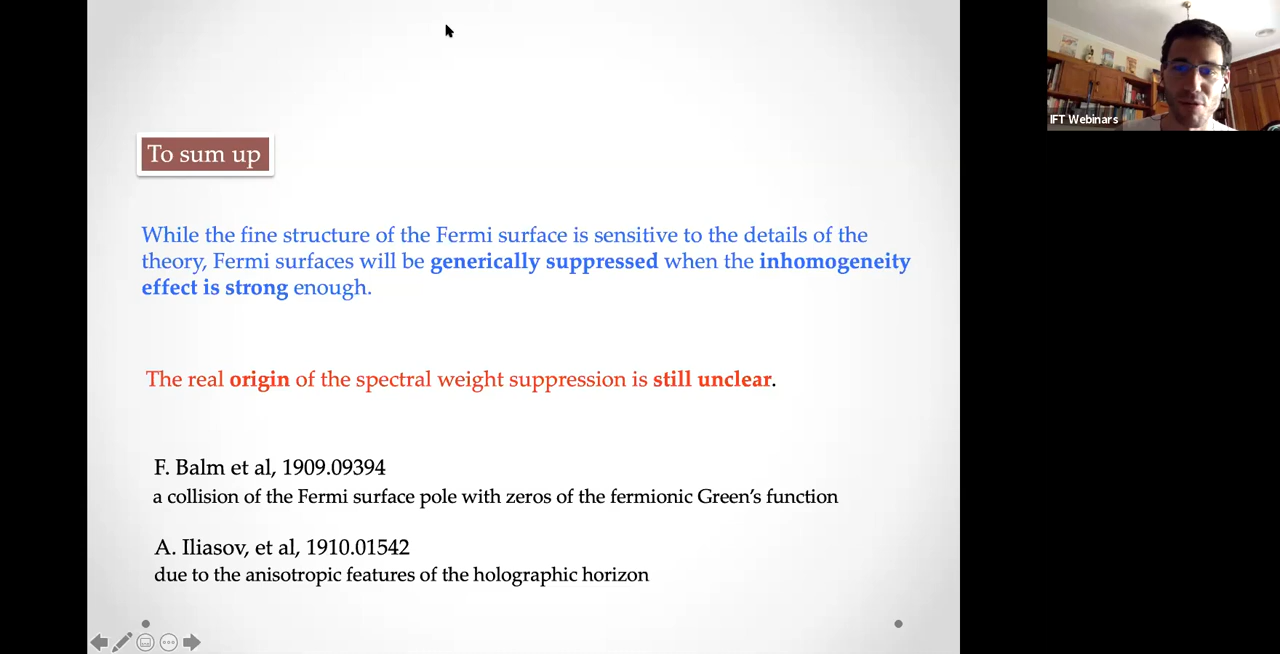 IFT Webinars
To sum up
While the fine structure of the Fermi surface is sensitive to the details of the
theory, Fermi surfaces will be generically suppressed when the inhomogeneity
effect is strong enough.
The real origin of the spectral weight suppression is still unclear.
F. Balm et al, 1909.09394
a collision of the Fermi surface pole with zeros of the fermionic Green’s function
A. Iliasov, et al, 1910.01542
due to the anisotropic features of the holographic horizon